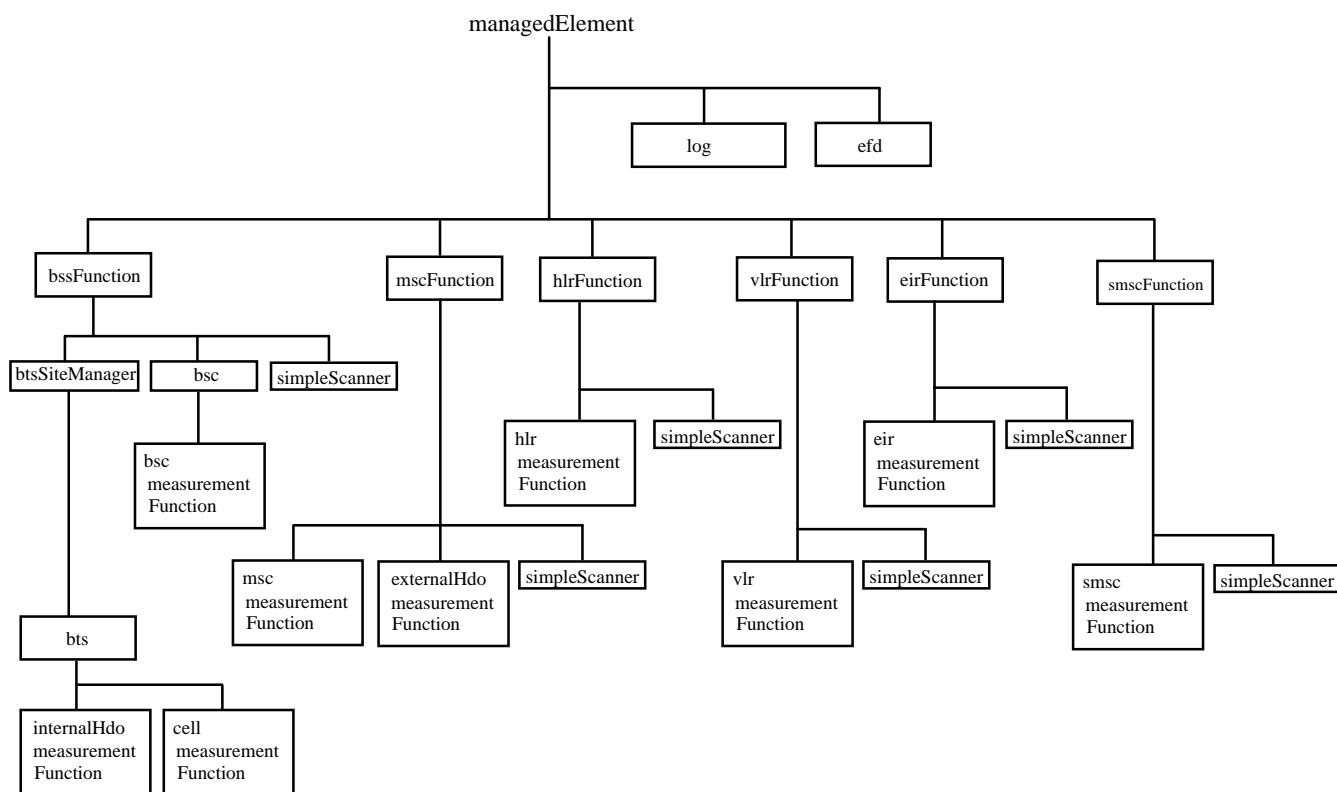 managedElement
log
efd
bssFunction
mscFunction
hlrFunction
vlrFunction
eirFunction
smscFunction
btsSiteManager
bsc
simpleScanner
bsc
measurement
Function
hlr
measurement
Function
simpleScanner
eir
measurement
Function
simpleScanner
msc
measurement
Function
externalHdo
measurement
Function
simpleScanner
vlr
measurement
Function
simpleScanner
smsc
measurement
Function
simpleScanner
bts
internalHdo
measurement
Function
cell
measurement
Function